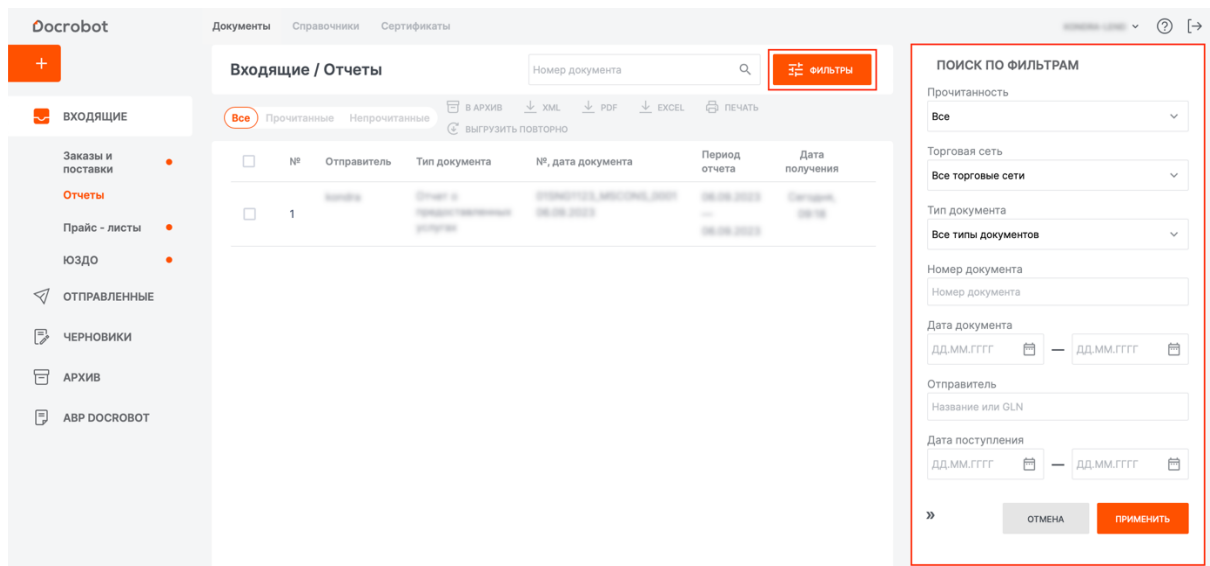 Docrobot
Документы Справочники Сертификаты
+
ВХОДЯЩИЕ
Заказы и
поставки
Отчеты
Прайс - листы
ЮЗДО
ОТПРАВЛЕННЫЕ
ЧЕРНОВИКИ
АРХИВ
АВР DOCROBOT
Входящие / Отчеты
Номер документа
ФИЛЬТРЫ
Все Прочитанные Непрочитанные
В АРХИВ XML PDF EXCEL ПЕЧАТЬ
ВЫГРУЗИТЬ ПОВТОРНО
№ Отправитель Тип документа №, дата документа Период отчета Дата получения
1
ПОИСК ПО ФИЛЬТРАМ
Прочитанность
Все
Торговая сеть
Все торговые сети
Тип документа
Все типы документов
Номер документа
Номер документа
Дата документа
ДД.ММ.ГГГГ — ДД.ММ.ГГГГ
Отправитель
Название или GLN
Дата поступления
ДД.ММ.ГГГГ — ДД.ММ.ГГГГ
» ОТМЕНА ПРИМЕНИТЬ